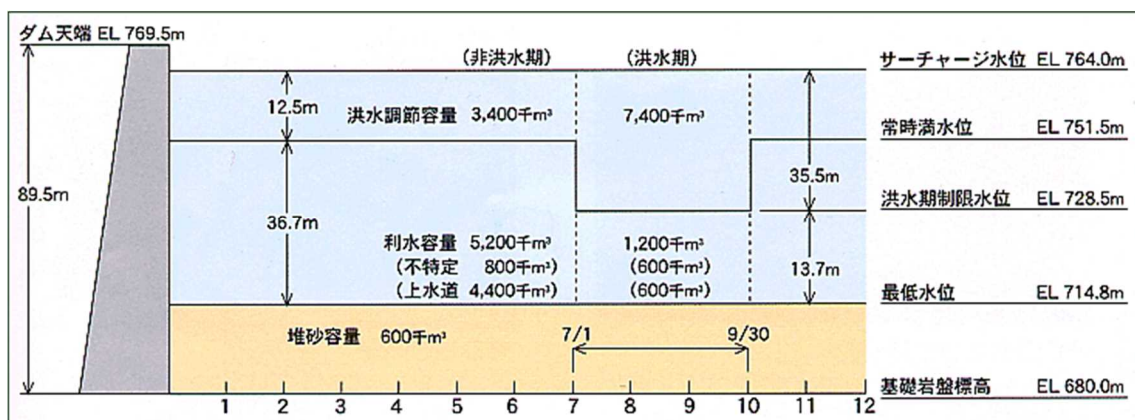 ダム天端 EL 769.5m
(非洪水期) (洪水期)
サーチャージ水位 EL 764.0m
12.5m
洪水調節容量 3,400千m³ 7,400千m³
常時満水位 EL 751.5m
89.5m
35.5m
洪水期制限水位 EL 728.5m
36.7m
利水容量 5,200千m³ 1,200千m³
(不特定 800千m³) (600千m³)
13.7m
(上水道 4,400千m³) (600千m³)
最低水位 EL 714.8m
堆砂容量 600千m³
7/1 9/30
基礎岩盤標高 EL 680.0m
1 2 3 4 5 6 7 8 9 10 11 12